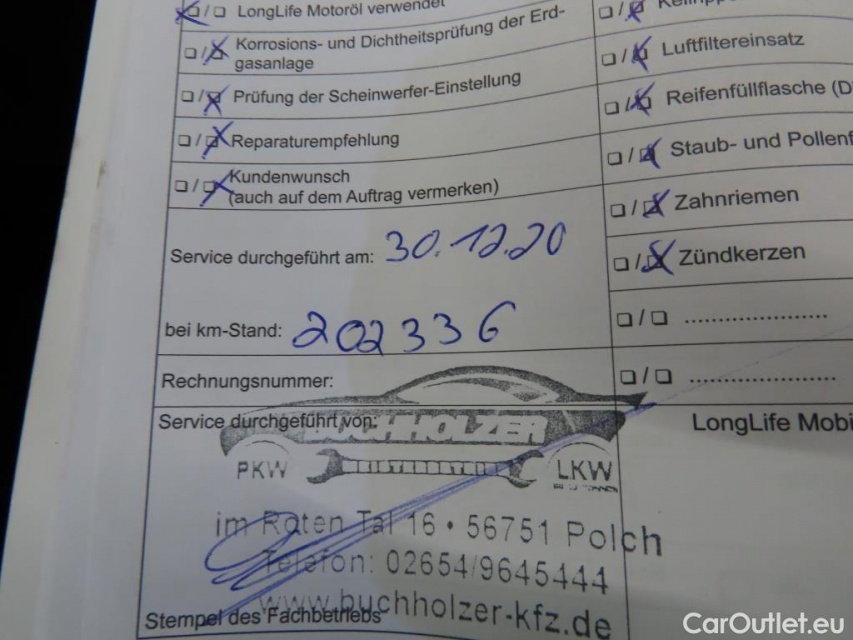 LongLife Motoröl verwendet
Korrosions- und Dichtheitsprüfung der Erd-
gasanlage
Prüfung der Scheinwerfer-Einstellung
Reparaturempfehlung
Kundenwunsch
(auch auf dem Auftrag vermerken)
Service durchgeführt am: 30.12.20
bei km-Stand: 202336
Rechnungsnummer:
Service durchgeführt von:
BUCHHOLZER
PKW
LKW
im Roten Tal 16 • 56751 Polch
Telefon: 02654/9645444
www.buchholzer-kfz.de
Stempel des Fachbetriebs
Luftfiltereinsatz
Reifenfüllflasche (D
Staub- und Pollenf
Zahnriemen
Zündkerzen
LongLife Mobi
CarOutlet.eu